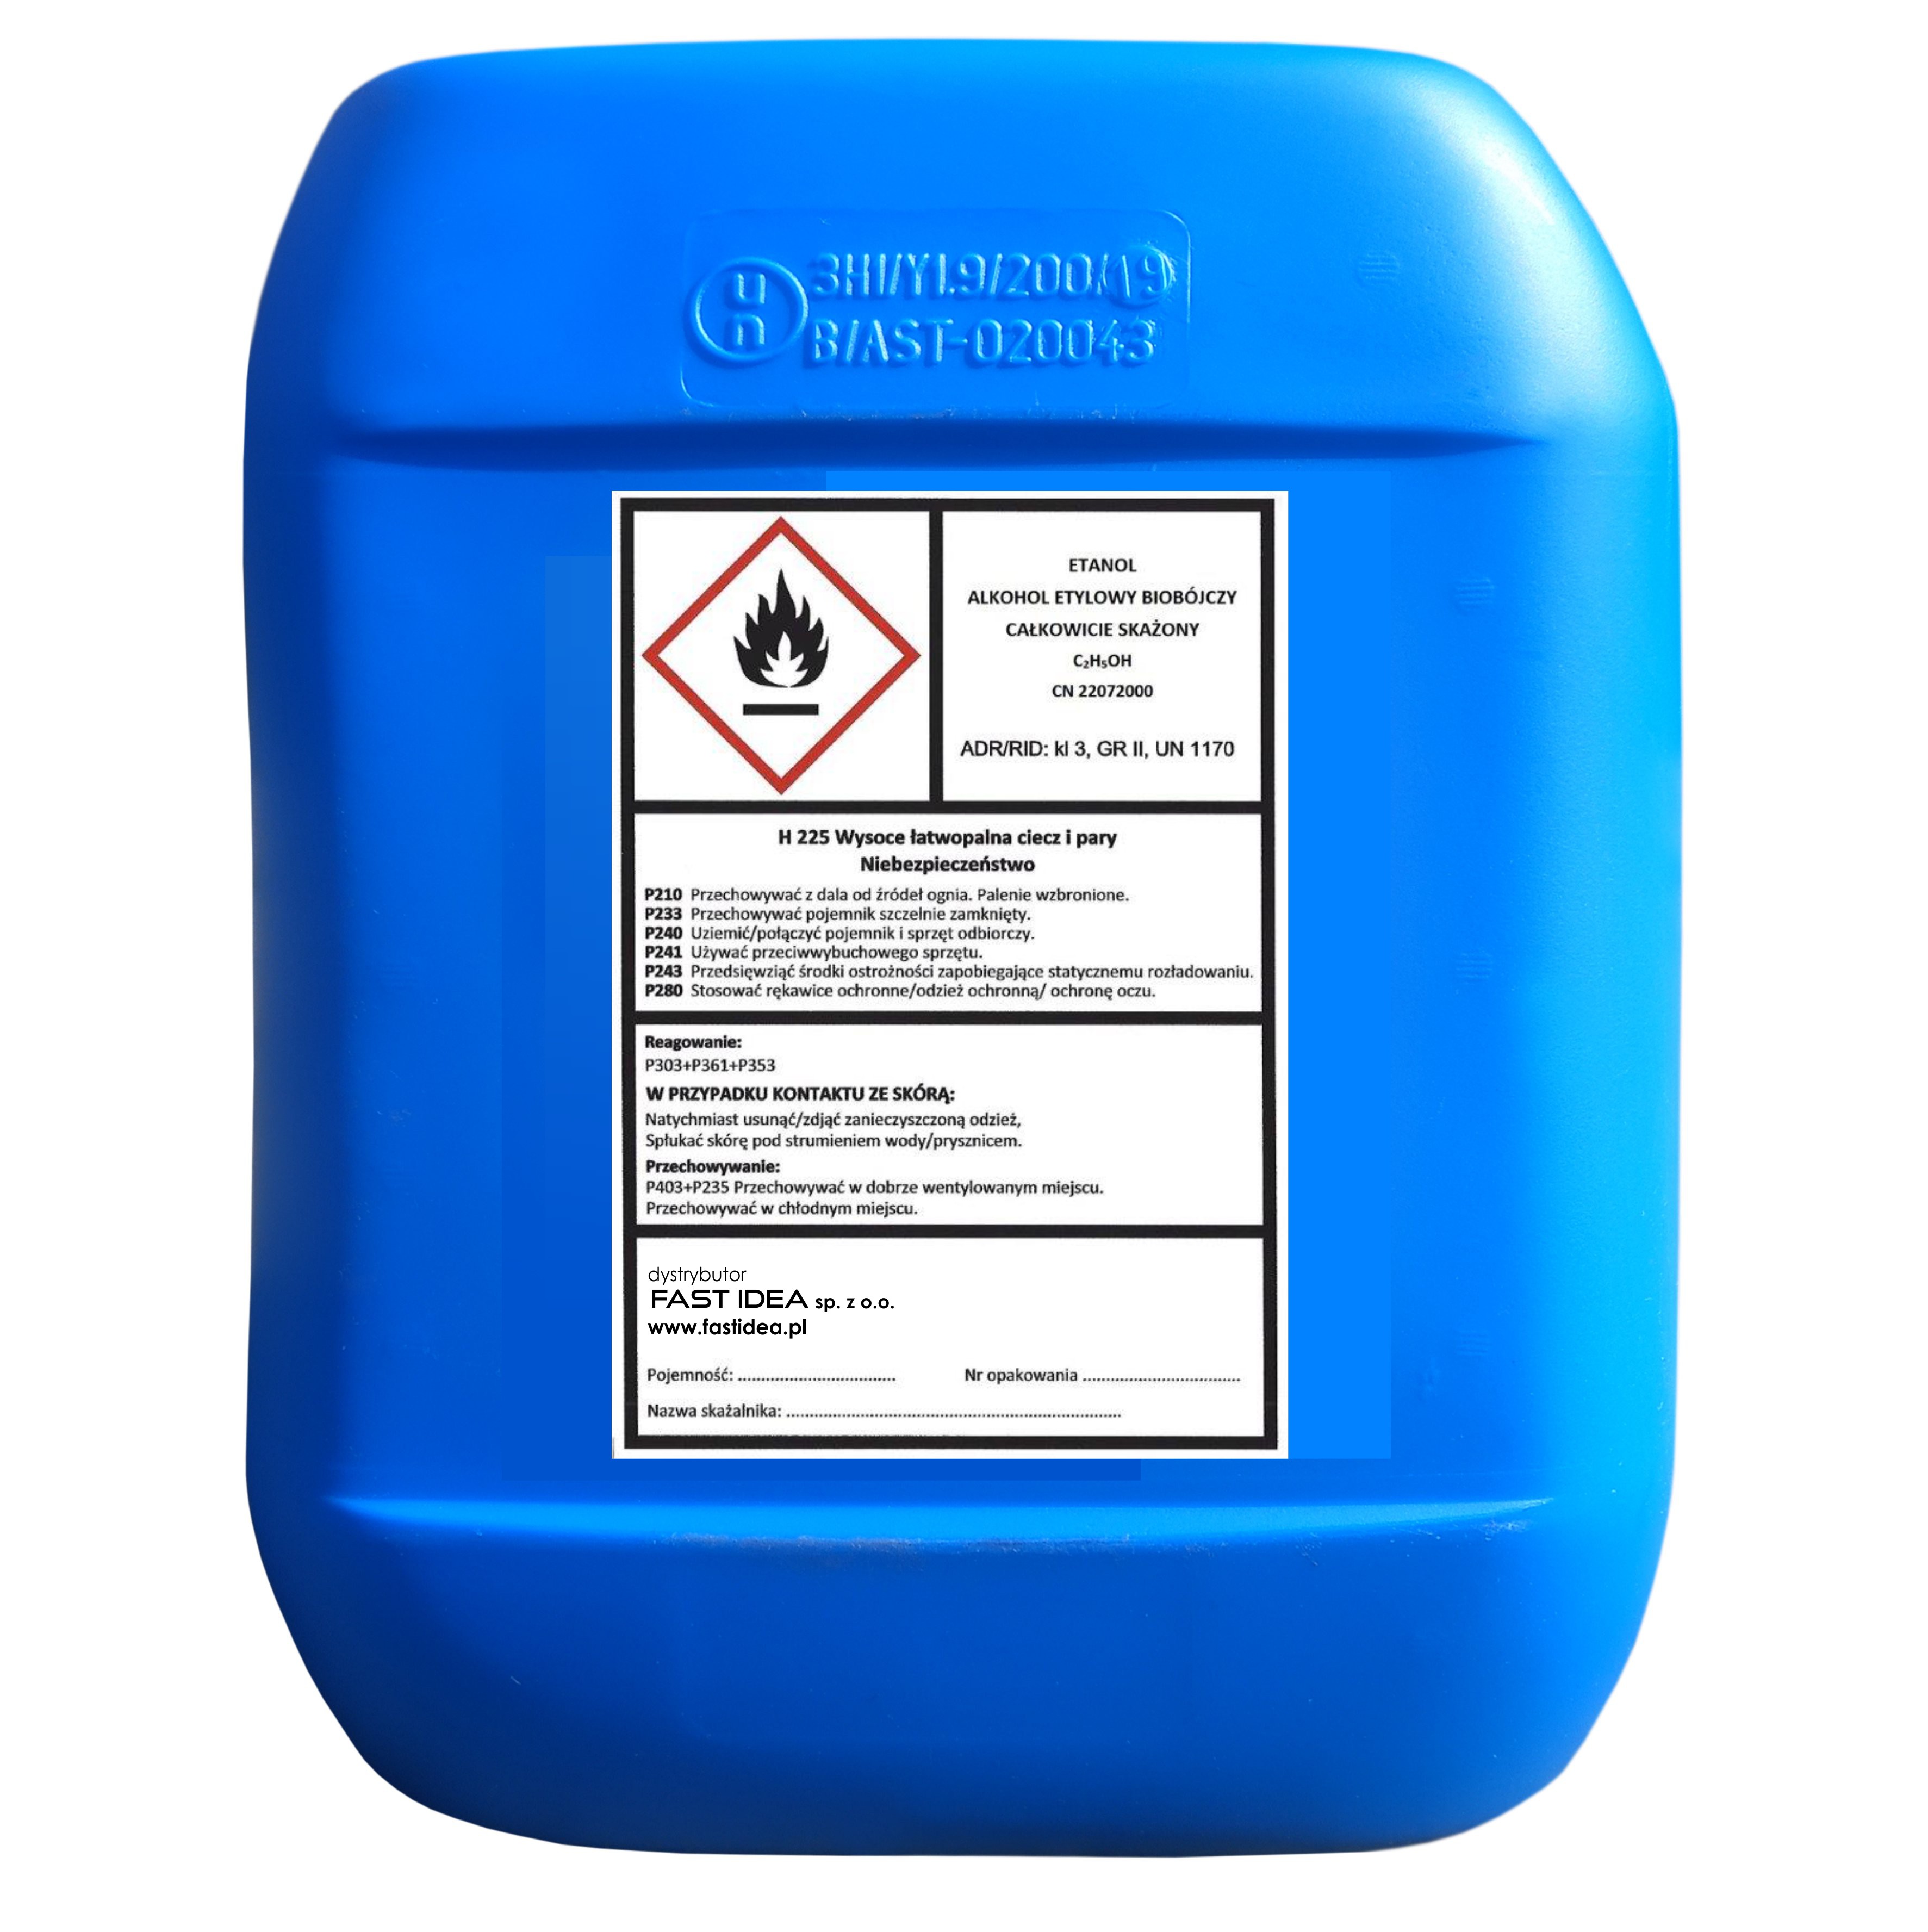 UN
3H1/Y1.9/200/19
B/AST-020043
ETANOL
ALKOHOL ETYLOWY BIOBÓJCZY
CAŁKOWICIE SKAŻONY
C₂H₅OH
CN 22072000
ADR/RID: kl 3, GR II, UN 1170
H 225 Wysoce łatwopalna ciecz i pary
Niebezpieczeństwo
P210 Przechowywać z dala od źródeł ognia. Palenie wzbronione.
P233 Przechowywać pojemnik szczelnie zamknięty.
P240 Uziemić/połączyć pojemnik i sprzęt odbiorczy.
P241 Używać przeciwwybuchowego sprzętu.
P243 Przedsięwziąć środki ostrożności zapobiegające statycznemu rozładowaniu.
P280 Stosować rękawice ochronne/odzież ochronną/ ochronę oczu.
Reagowanie:
P303+P361+P353
W PRZYPADKU KONTAKTU ZE SKÓRĄ:
Natychmiast usunąć/zdjąć zanieczyszczoną odzież,
Spłukać skórę pod strumieniem wody/prysznicem.
Przechowywanie:
P403+P235 Przechowywać w dobrze wentylowanym miejscu.
Przechowywać w chłodnym miejscu.
dystrybutor
FAST IDEA sp. z o.o.
www.fastidea.pl
Pojemność: .................................. Nr opakowania ..................................
Nazwa skażalnika: ........................................................................